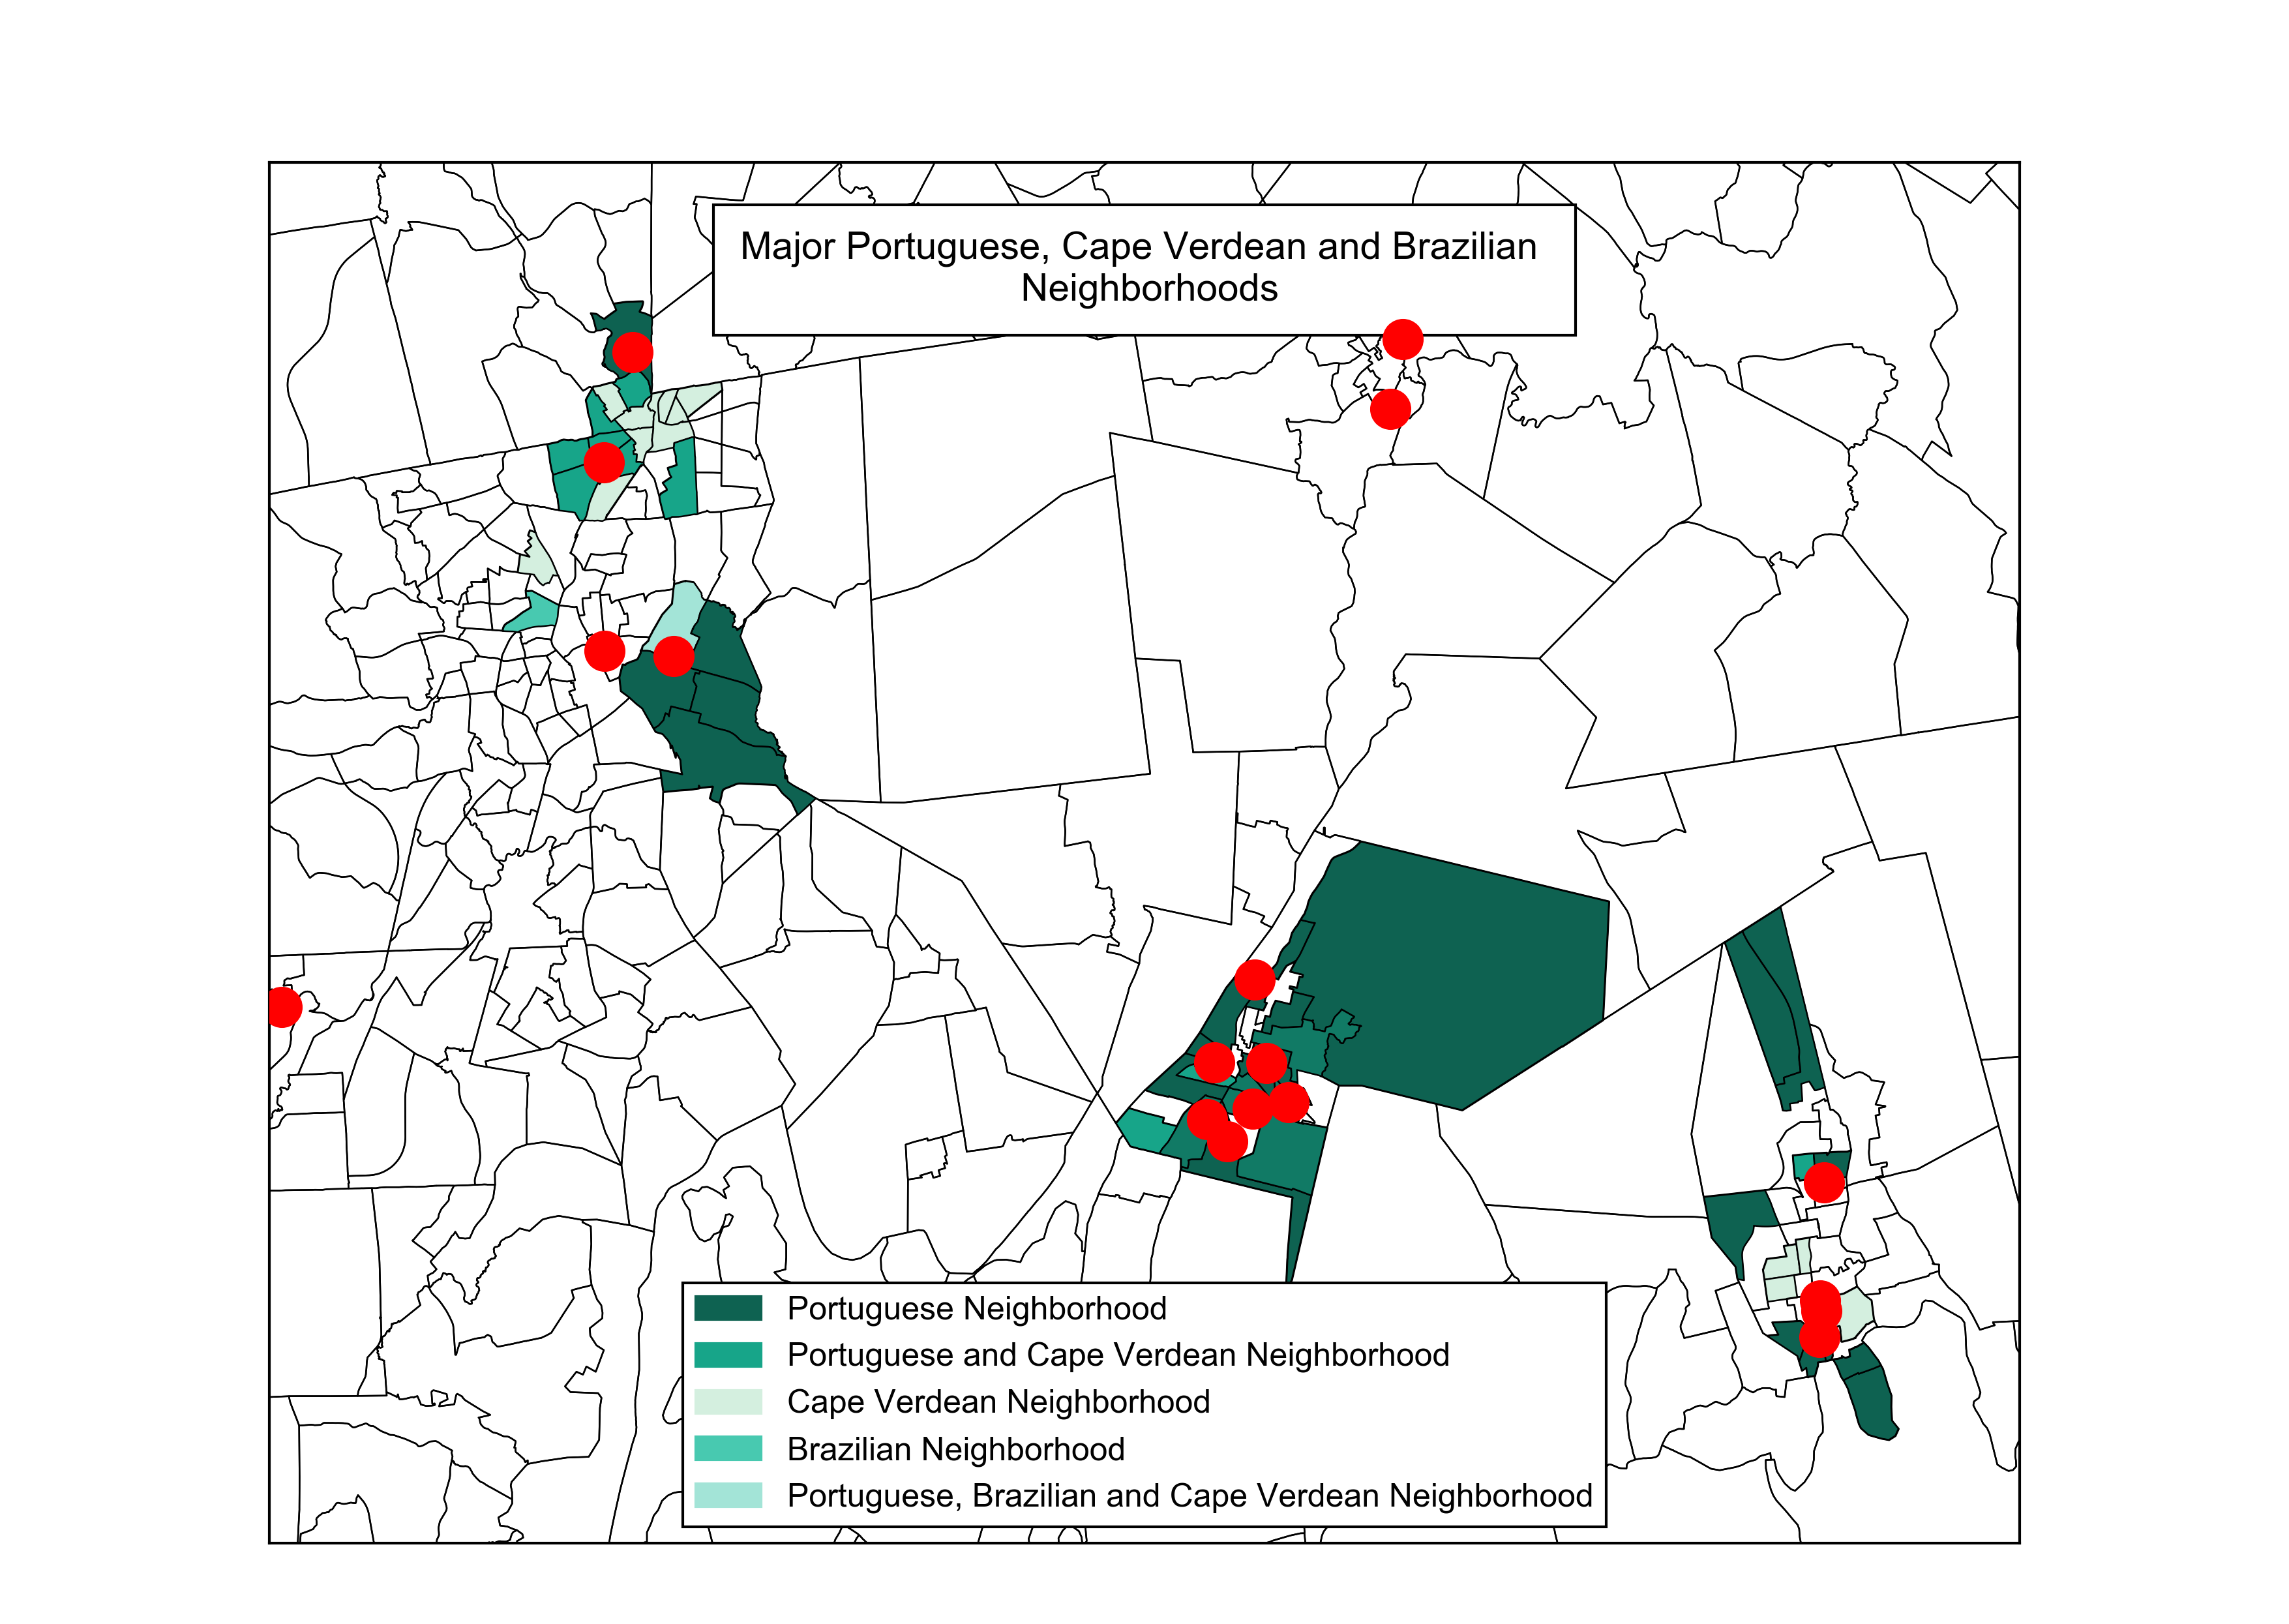 Major Portuguese, Cape Verdean and Brazilian
Neighborhoods
Portuguese Neighborhood
Portuguese and Cape Verdean Neighborhood
Cape Verdean Neighborhood
Brazilian Neighborhood
Portuguese, Brazilian and Cape Verdean Neighborhood